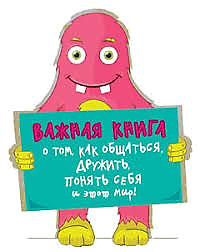 ВАЖНАЯ КНИГА
о том, как общаться,
дружить,
понять себя
и этот мир!